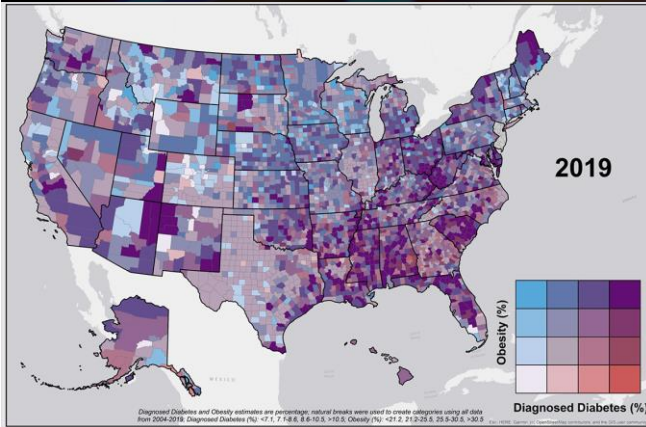 2019
Obesity (%)
Diagnosed Diabetes (%)
MEXICO
Diagnosed Diabetes and Obesity estimates are percentage; natural breaks were used to create categories using all data
from 2004-2019; Diagnosed Diabetes (%): <7.1, 7.1-8.6, 8.6-10.5, >10.5; Obesity (%): <21.2, 21.2-25.5, 25.5-30.5, >30.5